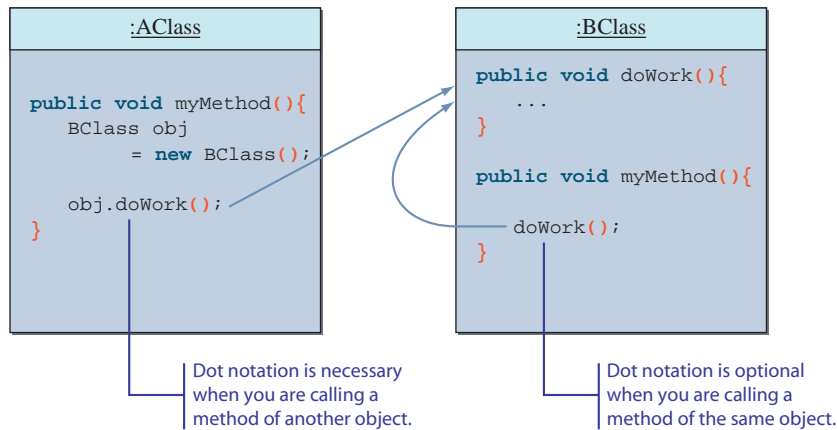 :AClass
public void myMethod(){
BClass obj
= new BClass();
obj.doWork();
}
:BClass
public void doWork(){
...
}
public void myMethod(){
doWork();
}
Dot notation is necessary
when you are calling a
method of another object.
Dot notation is optional
when you are calling a
method of the same object.